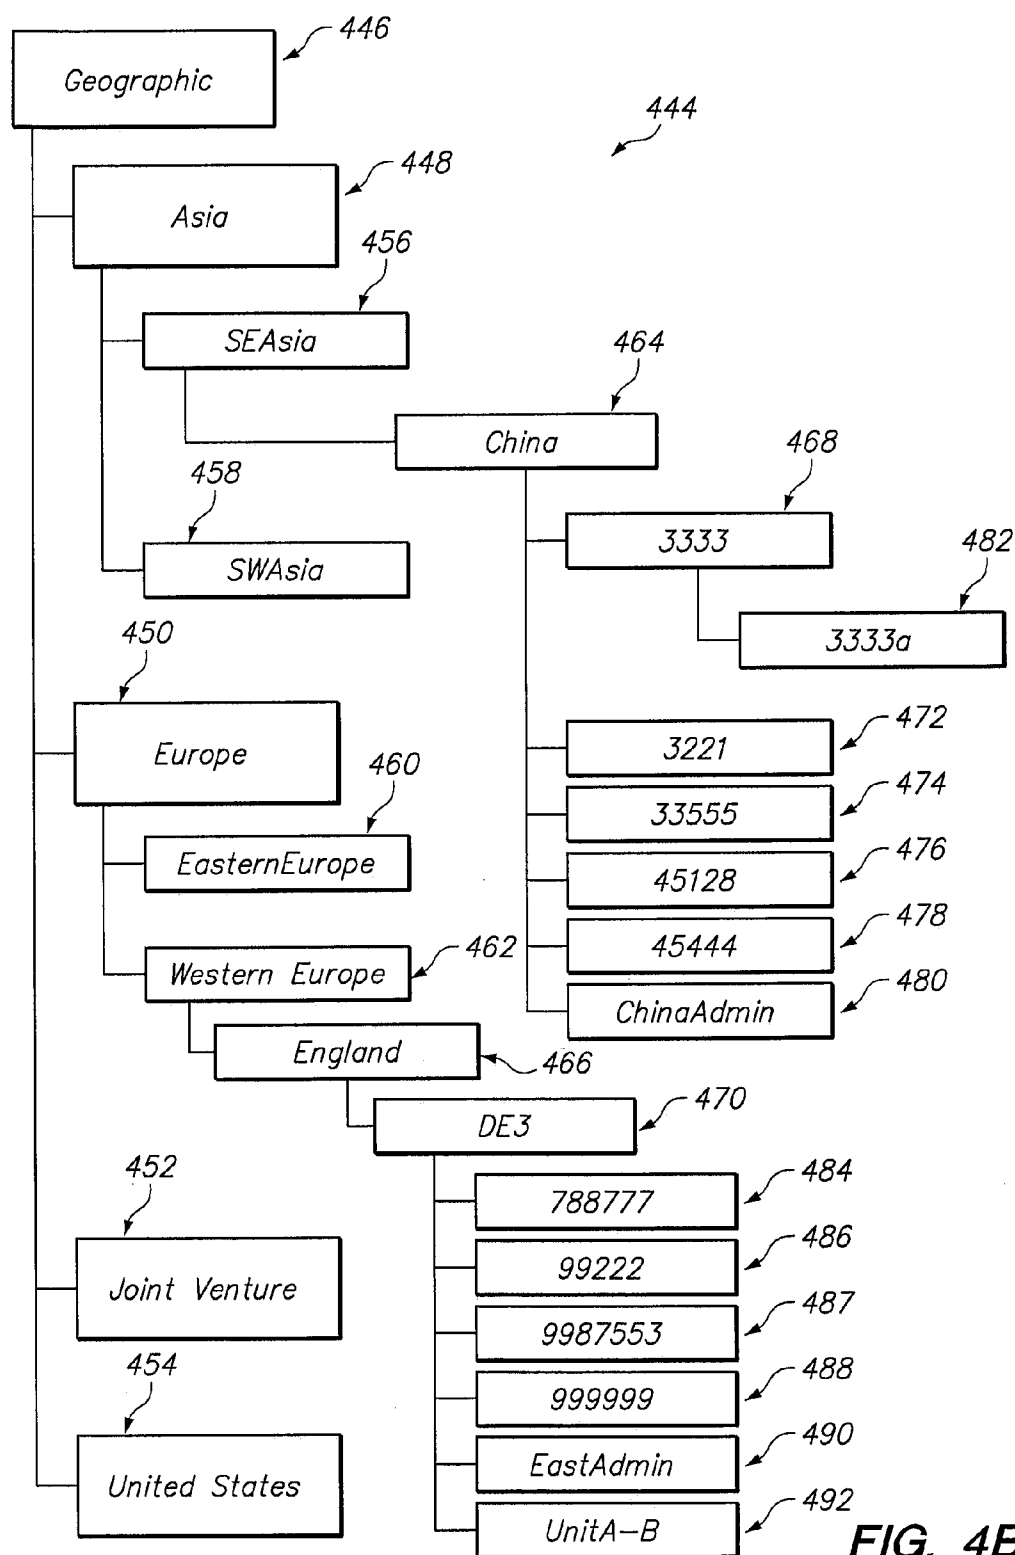 446
Geographic
444
448
Asia
456
SEAsia
464
China
468
458
3333
482
SWAsia
3333a
450
472
3221
Europe
460
474
33555
EasternEurope
476
45128
478
45444
462
Western Europe
480
ChinaAdmin
England
466
470
DE3
452
484
788777
486
99222
Joint Venture
487
9987553
454
488
999999
490
EastAdmin
United States
492
UnitA-B
FIG. 4B